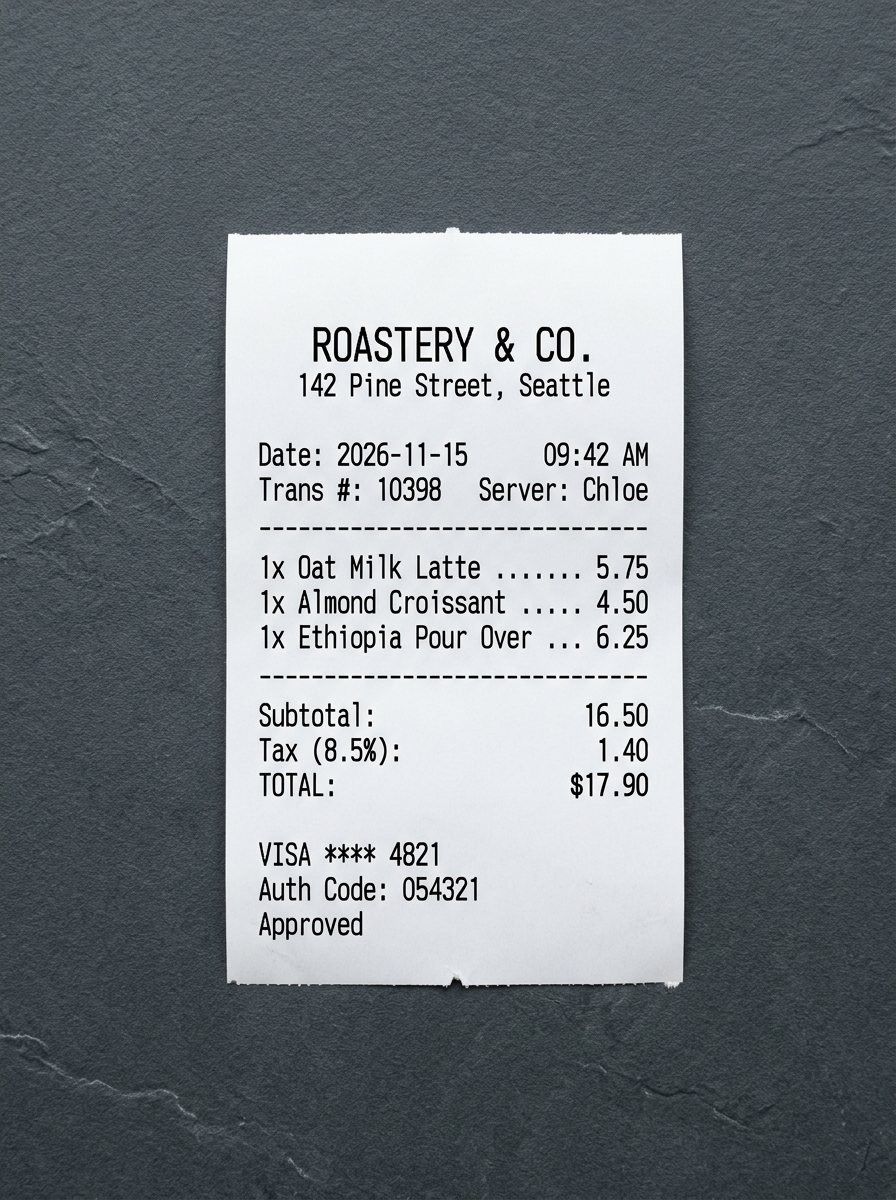 ROASTERY & CO.
142 Pine Street, Seattle
Date: 2026-11-15 09:42 AM
Trans #: 10398 Server: Chloe
------------------------------
1x Oat Milk Latte ....... 5.75
1x Almond Croissant ..... 4.50
1x Ethiopia Pour Over ... 6.25
------------------------------
Subtotal: 16.50
Tax (8.5%): 1.40
TOTAL: $17.90
VISA **** 4821
Auth Code: 054321
Approved